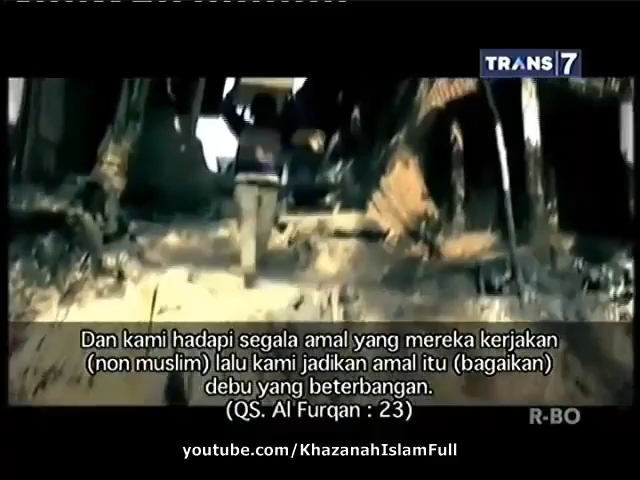 TRANS 7
Dan kami hadapi segala amal yang mereka kerjakan
(non muslim) lalu kami jadikan amal itu (bagaikan)
debu yang beterbangan.
(QS. Al Furqan : 23)
R-BO
youtube.com/KhazanahIslamFull